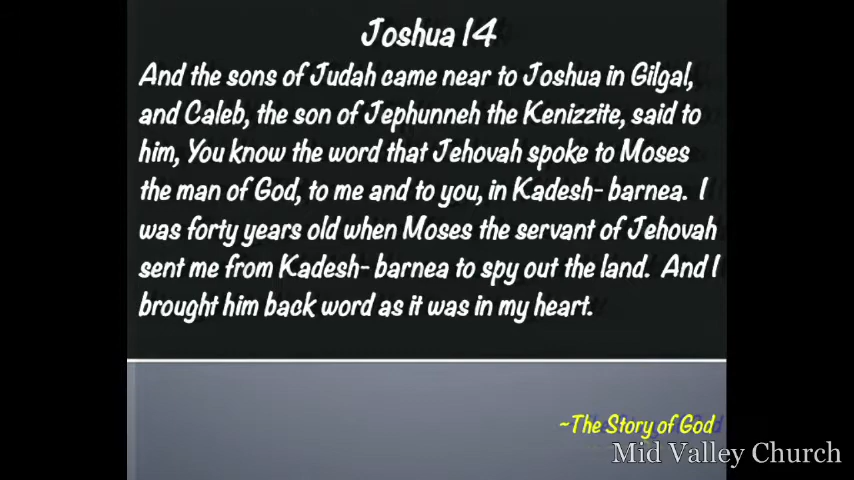 Joshua 14
And the sons of Judah came near to Joshua in Gilgal,
and Caleb, the son of Jephunneh the Kenizzite, said to
him, You know the word that Jehovah spoke to Moses
the man of God, to me and to you, in Kadesh- barnea. I
was forty years old when Moses the servant of Jehovah
sent me from Kadesh- barnea to spy out the land. And I
brought him back word as it was in my heart.
~The Story of God
Mid Valley Church